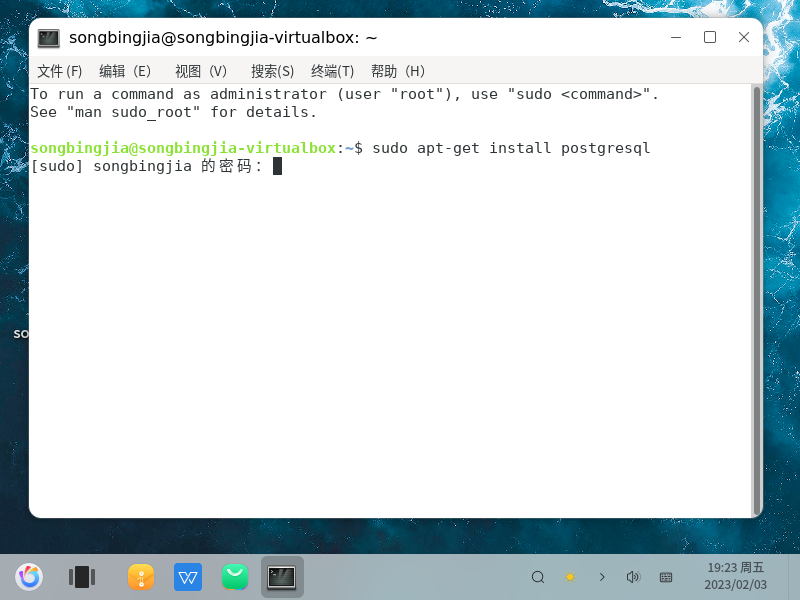 songbingjia@songbingjia-virtualbox: ~
文件 (F) 编辑（E） 视图（V） 搜索(S) 终端(T) 帮助（H）
To run a command as administrator (user "root"), use "sudo <command>".
See "man sudo_root" for details.
songbingjia@songbingjia-virtualbox:~$ sudo apt-get install postgresql
[sudo] songbingjia 的密码：
so
19:23 周五
2023/02/03